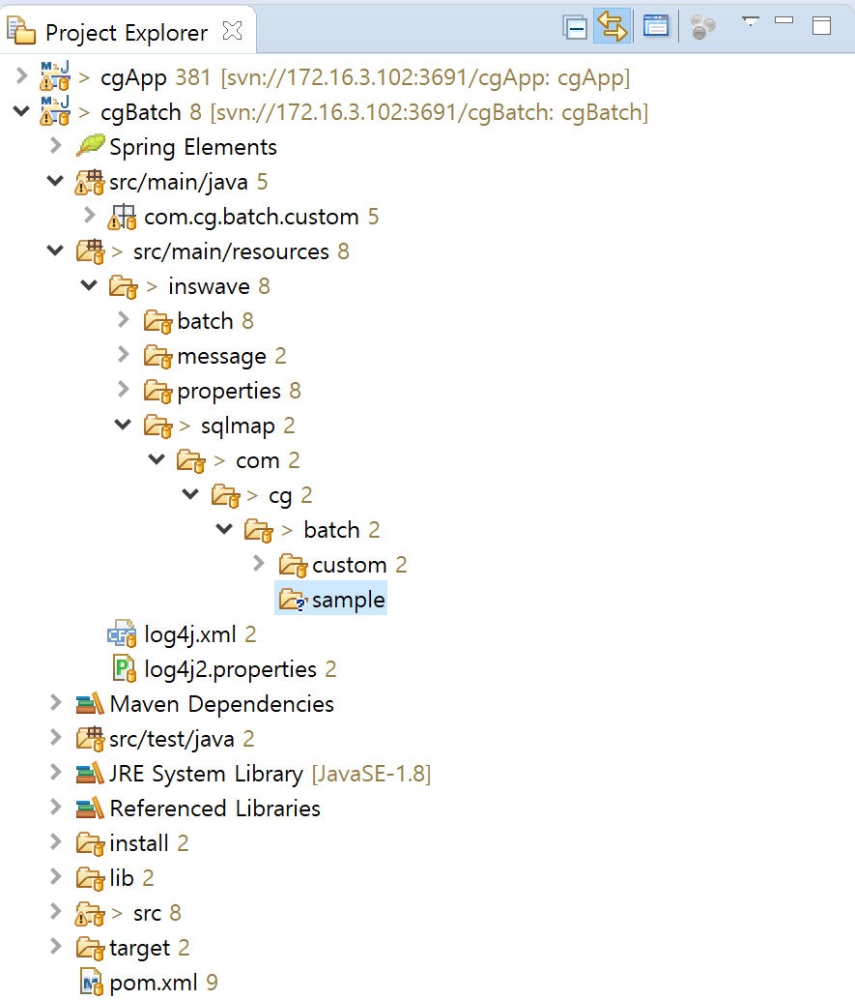 Project Explorer
> cgApp 381 [svn://172.16.3.102:3691/cgApp: cgApp]
> cgBatch 8 [svn://172.16.3.102:3691/cgBatch: cgBatch]
Spring Elements
src/main/java 5
com.cg.batch.custom 5
> src/main/resources 8
> inswave 8
batch 8
message 2
properties 8
> sqlmap 2
> com 2
> cg 2
> batch 2
custom 2
sample
log4j.xml 2
log4j2.properties 2
Maven Dependencies
src/test/java 2
JRE System Library [JavaSE-1.8]
Referenced Libraries
install 2
lib 2
> src 8
target 2
pom.xml 9